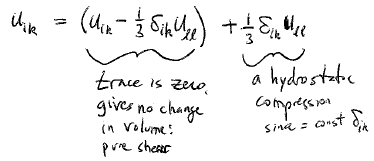 u_ik = (u_ik - 1/3 δ_ik u_ll) + 1/3 δ_ik u_ll
trace is zero,
gives no change
in volume:
pure shear
a hydrostatic
compression
since = const δ_ik